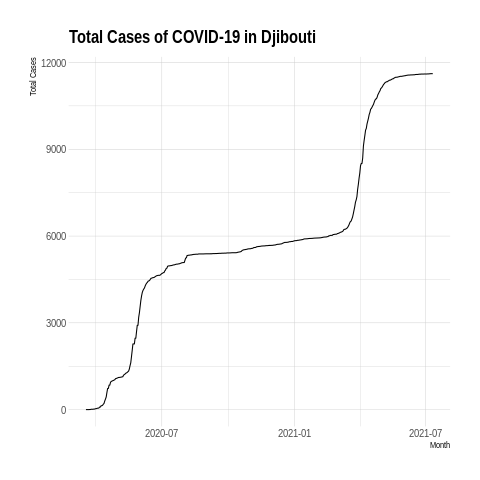 Total Cases of COVID-19 in Djibouti
Total Cases
12000
9000
6000
3000
0
2020-07
2021-01
2021-07
Month